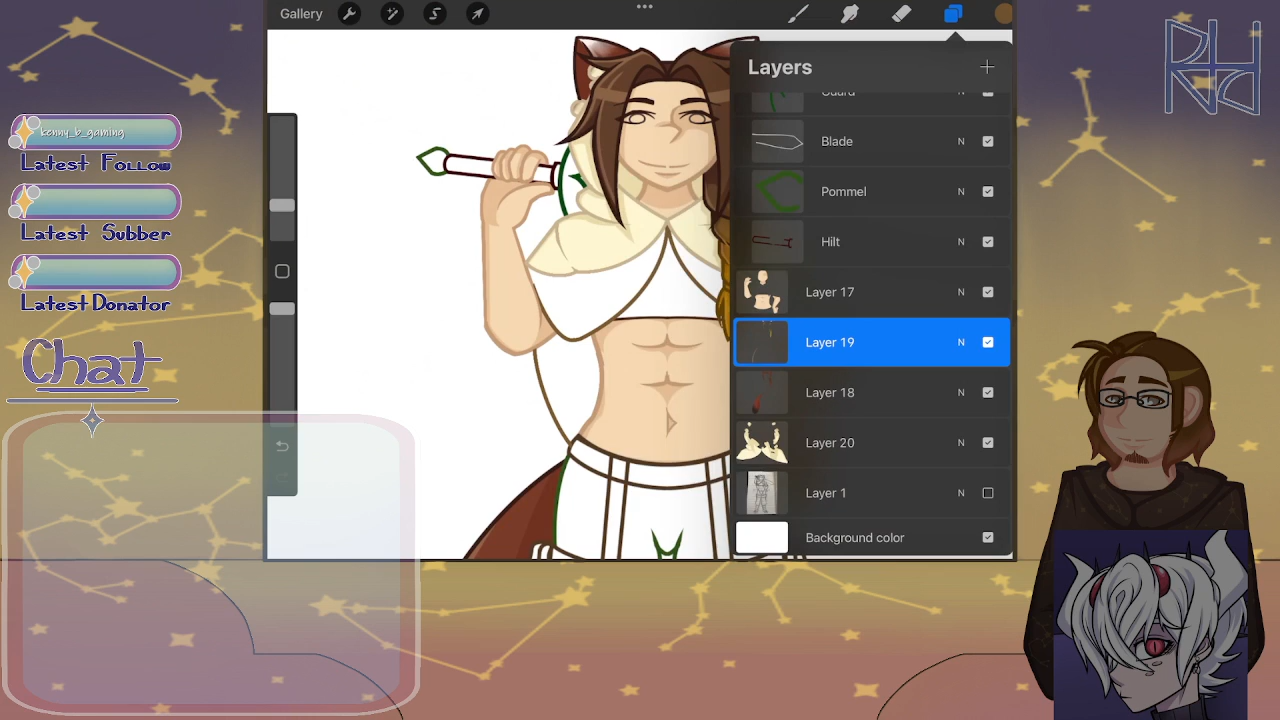 Gallery
Layers
Guard
Blade N
Pommel N
Hilt N
Layer 17 N
Layer 19 N
Layer 18 N
Layer 20 N
Layer 1 N
Background color
kenny_b_gaming
Latest Follow
Latest Subber
Latest Donator
Chat